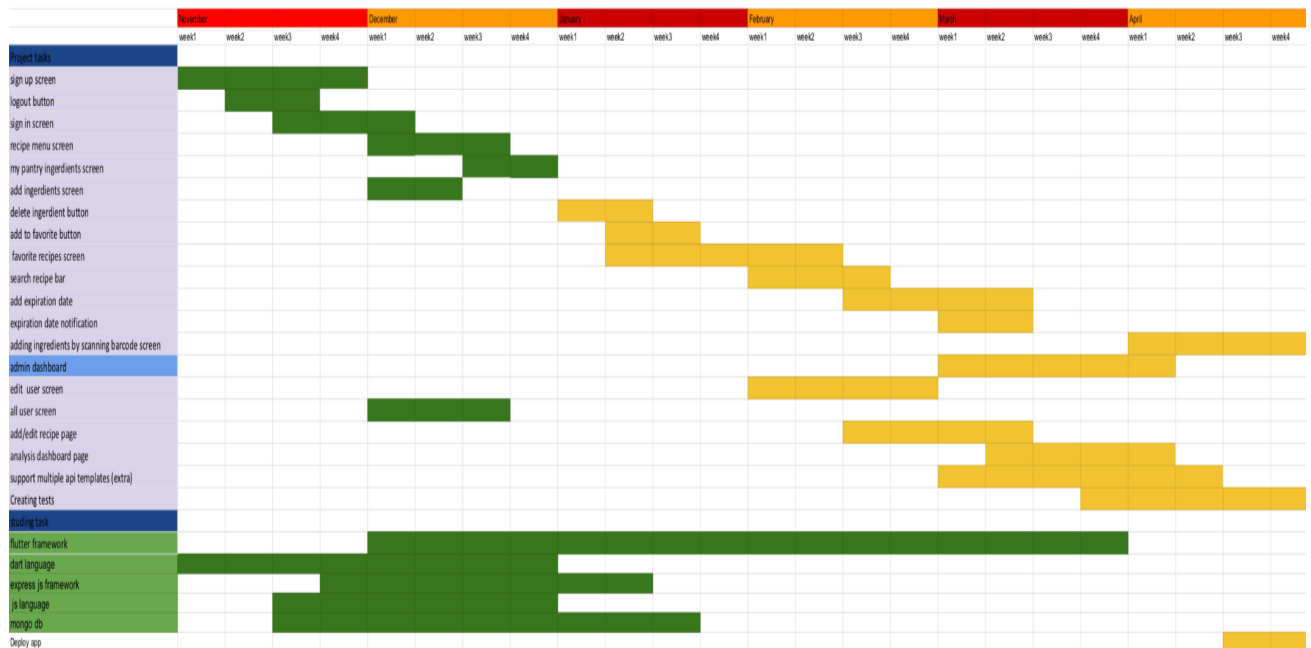 November December January February March April
week1 week2 week3 week4 week1 week2 week3 week4 week1 week2 week3 week4 week1 week2 week3 week4 week1 week2 week3 week4 week1 week2 week3 week4
Project tasks
sign up screen
logout button
sign in screen
recipe menu screen
my pantry ingerdients screen
add ingerdients screen
delete ingerdient button
add to favorite button
favorite recipes screen
search recipe bar
add expiration date
expiration date notification
adding ingredients by scanning barcode screen
admin dashboard
edit user screen
all user screen
add/edit recipe page
analysis dashboard page
support multiple api templates (extra)
Creating tests
studing task
flutter framework
dart language
express js framework
js language
mongo db
Deploy app